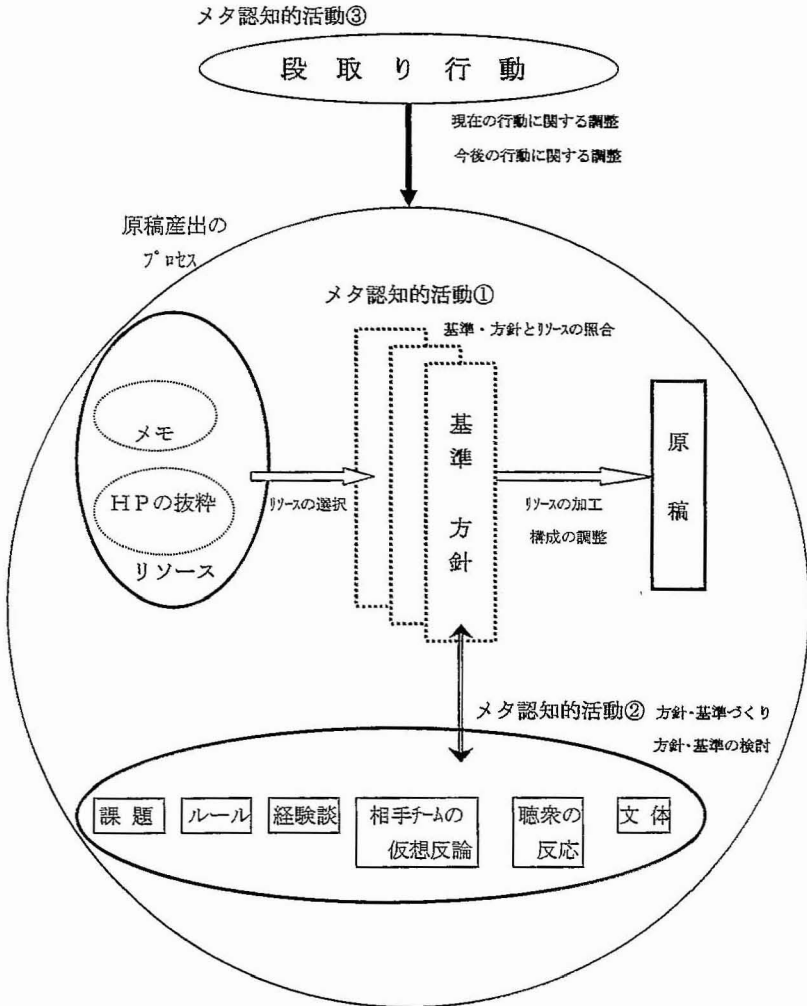 メタ認知的活動③
段取り行動
現在の行動に関する調整
今後の行動に関する調整
原稿産出の
プロセス
メタ認知的活動①
基準・方針とリソースの照合
メモ
HPの抜粋
リソース
リソースの選択
基準 方針
リソースの加工
構成の調整
原稿
メタ認知的活動② 方針・基準づくり
方針・基準の検討
課題
ルール
経験談
相手チームの
仮想反論
聴衆の
反応
文体